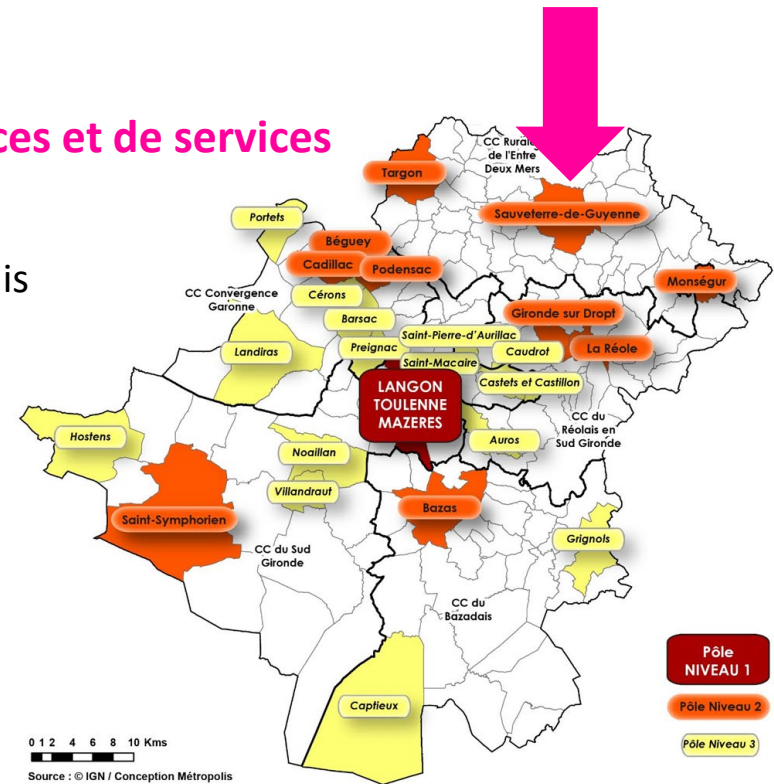 ces et de services
is
CC Rurales
de l'Entre
Deux Mers
Targon
Sauveterre-de-Guyenne
Portets
Béguey
Cadillac
Podensac
Monségur
CC Convergence
Garonne
Cérons
Gironde sur Dropt
Barsac
Saint-Pierre-d'Aurillac
Landiras
Preignac
Caudrot
La Réole
Saint-Macaire
LANGON
TOULENNE
MAZERES
Castets et Castillon
CC du
Réolais en
Sud Gironde
Hostens
Auros
Noaillan
Villandraut
Bazas
Saint-Symphorien
Grignols
CC du Sud
Gironde
CC du
Bazadais
Pôle
NIVEAU 1
Captieux
Pôle Niveau 2
Pôle Niveau 3
0 1 2 4 6 8 10 Kms
Source : © IGN / Conception Métropolis